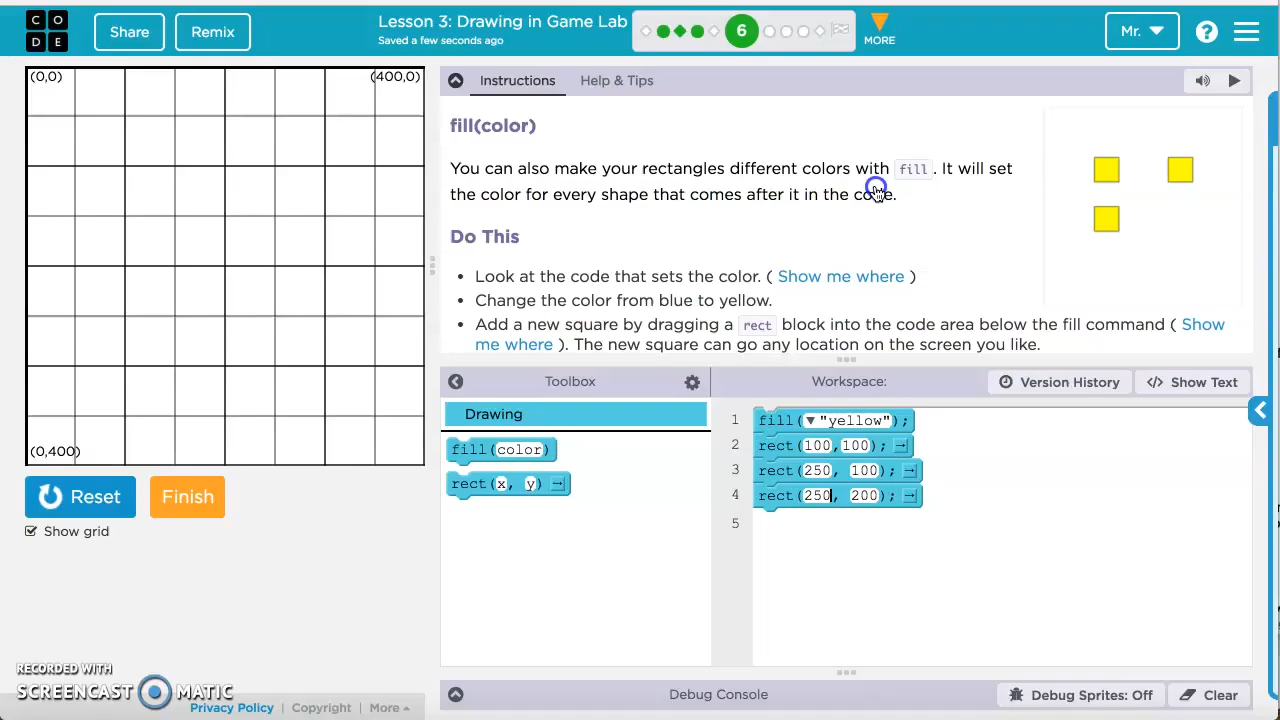 C O
D E
Share
Remix
Lesson 3: Drawing in Game Lab
Saved a few seconds ago
6
MORE
Mr.
?
(0,0)
(400,0)
(0,400)
Reset
Finish
Show grid
Instructions
Help & Tips
fill(color)
You can also make your rectangles different colors with fill. It will set
the color for every shape that comes after it in the code.
Do This
• Look at the code that sets the color. ( Show me where )
• Change the color from blue to yellow.
• Add a new square by dragging a rect block into the code area below the fill command ( Show
me where ). The new square can go any location on the screen you like.
Toolbox
Drawing
fill(color)
rect(x, y)
Workspace:
Version History
</> Show Text
1 fill("yellow");
2 rect(100,100);
3 rect(250, 100);
4 rect(250, 200);
5
Debug Console
Debug Sprites: Off
Clear
RECORDED WITH
SCREENCAST MATIC
Privacy Policy | Copyright | More